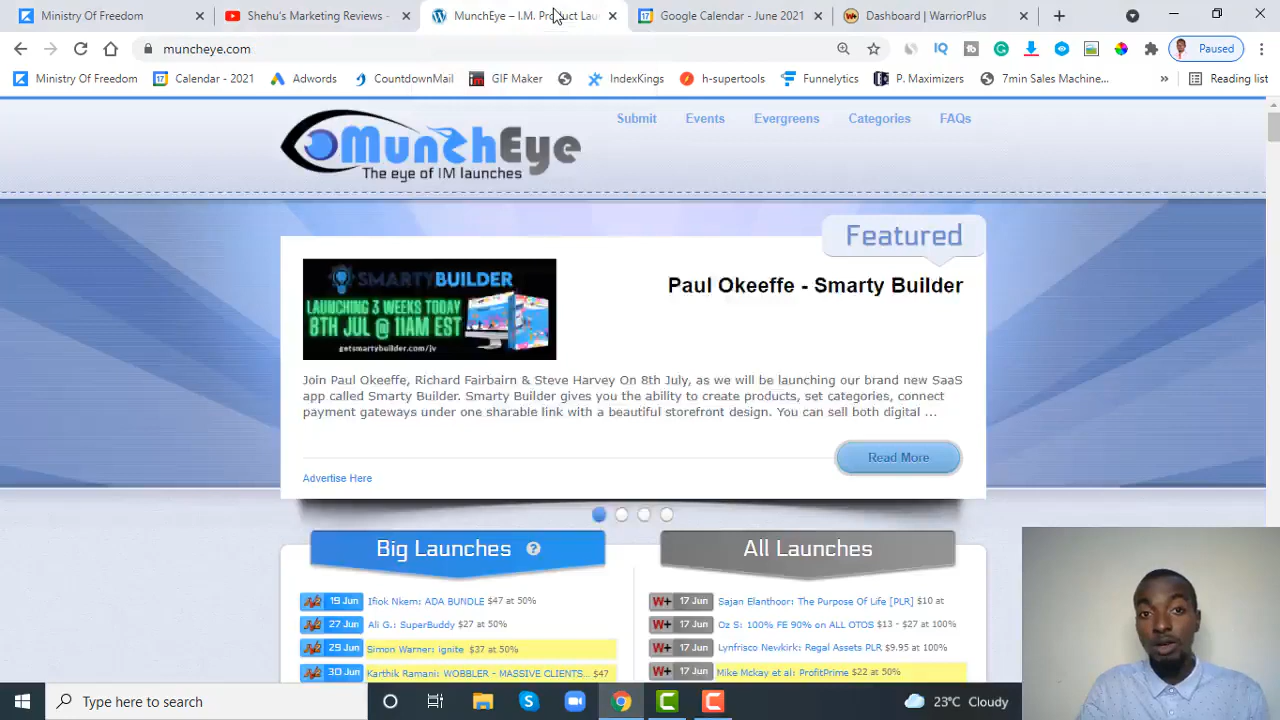 Ministry Of Freedom
Shehu's Marketing Reviews -
MunchEye – I.M. Product Lau
Google Calendar - June 2021
Dashboard | WarriorPlus
muncheye.com
Paused
Ministry Of Freedom
Calendar - 2021
Adwords
CountdownMail
GIF Maker
IndexKings
h-supertools
Funnelytics
P. Maximizers
7min Sales Machine...
Reading list
MunchEye
The eye of IM launches
Submit
Events
Evergreens
Categories
FAQs
Featured
SMARTYBUILDER
LAUNCHING 3 WEEKS TODAY
8TH JUL @ 11AM EST
getsmartybuilder.com/jv
Paul Okeeffe - Smarty Builder
Join Paul Okeeffe, Richard Fairbairn & Steve Harvey On 8th July, as we will be launching our brand new SaaS
app called Smarty Builder. Smarty Builder gives you the ability to create products, set categories, connect
payment gateways under one sharable link with a beautiful storefront design. You can sell both digital ...
Read More
Advertise Here
Big Launches ?
19 Jun Ifiok Nkem: ADA BUNDLE $47 at 50%
27 Jun Ali G.: SuperBuddy $27 at 50%
29 Jun Simon Warner: ignite $37 at 50%
30 Jun Karthik Ramani: WOBBLER - MASSIVE CLIENTS... $47
All Launches
W+ 17 Jun Sajan Elanthoor: The Purpose Of Life [PLR] $10 at
W+ 17 Jun Oz S: 100% FE 90% on ALL OTOS $13 - $27 at 100%
W+ 17 Jun Lynfrisco Newkirk: Regal Assets PLR $9.95 at 100%
W+ 17 Jun Mike Mckay et al: ProfitPrime $22 at 50%
Type here to search
23°C Cloudy